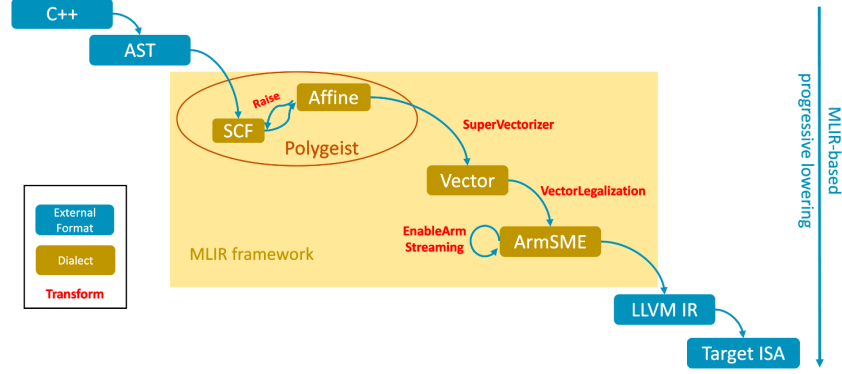 C++
AST
Raise
Affine
SCF
Polygeist
SuperVectorizer
Vector
VectorLegalization
EnableArm
Streaming
ArmSME
MLIR framework
LLVM IR
Target ISA
External
Format
Dialect
Transform
MLIR-based
progressive lowering